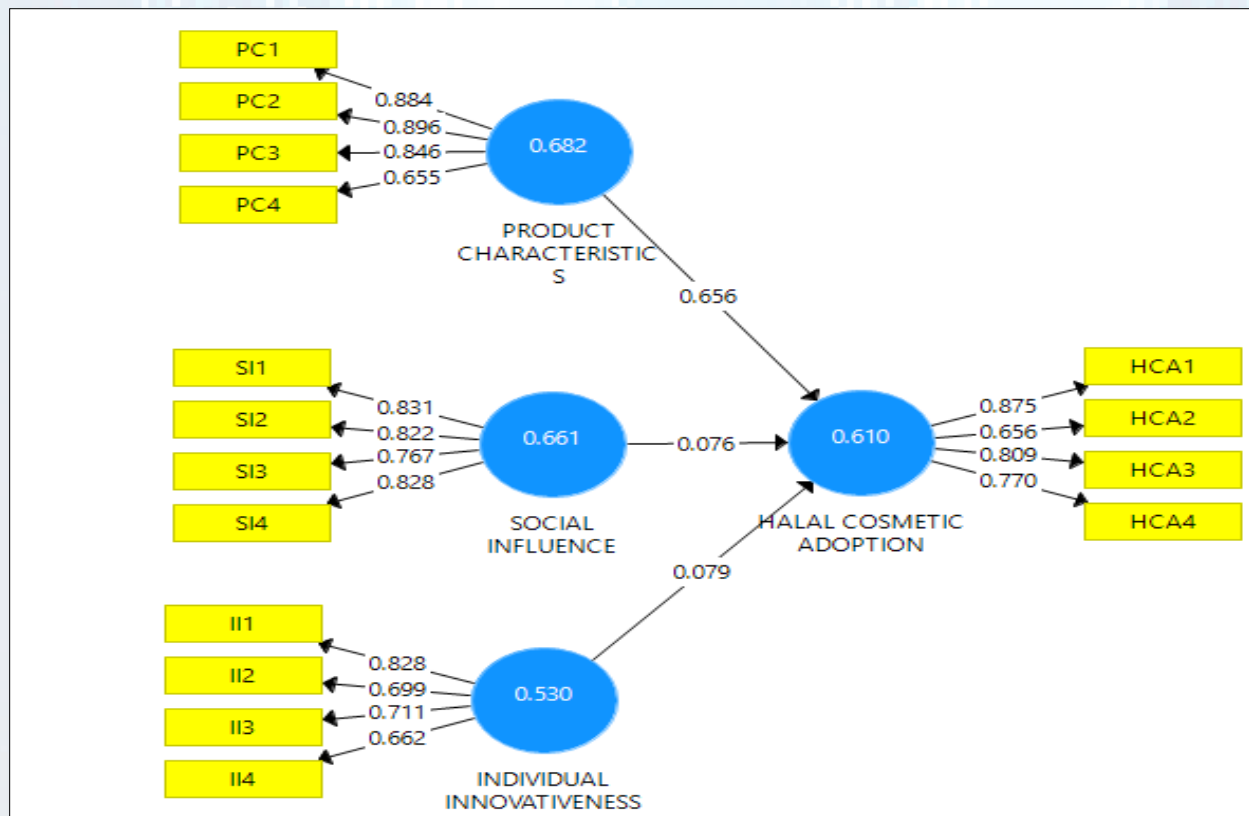 PC1
PC2
PC3
PC4
0.884
0.896
0.846
0.655
0.682
PRODUCT
CHARACTERISTIC
S
0.656
SI1
SI2
SI3
SI4
0.831
0.822
0.767
0.828
0.661
SOCIAL
INFLUENCE
0.076
0.610
HALAL COSMETIC
ADOPTION
0.875
0.656
0.809
0.770
HCA1
HCA2
HCA3
HCA4
0.079
II1
II2
II3
II4
0.828
0.699
0.711
0.662
0.530
INDIVIDUAL
INNOVATIVENESS